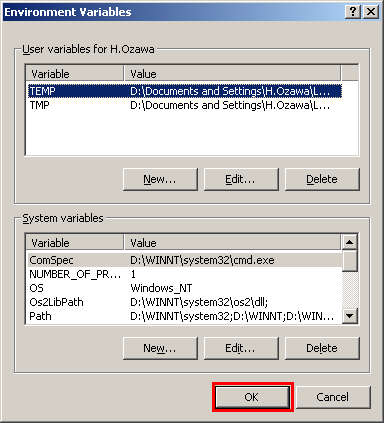 Environment Variables
User variables for H.Ozawa
Variable Value
TEMP D:\Documents and Settings\H.Ozawa\L...
TMP D:\Documents and Settings\H.Ozawa\L...
New... Edit... Delete
System variables
Variable Value
ComSpec D:\WINNT\system32\cmd.exe
NUMBER_OF_PR... 1
OS Windows_NT
Os2LibPath D:\WINNT\system32\os2\dll;
Path D:\WINNT\system32;D:\WINNT;D:\WIN...
New... Edit... Delete
OK Cancel